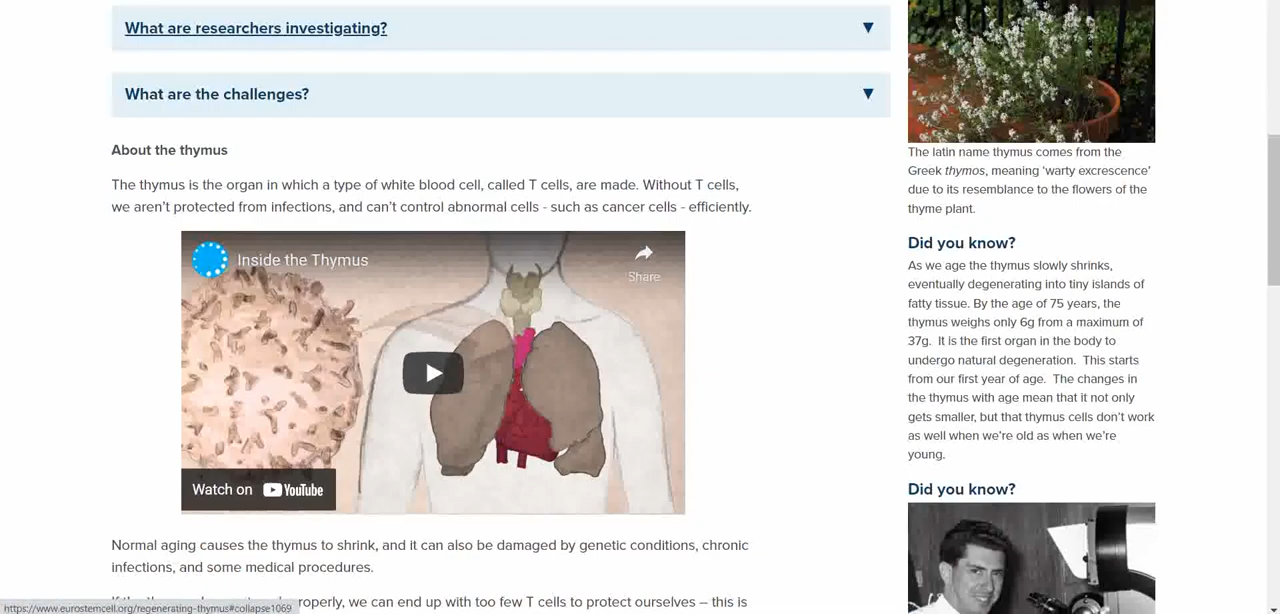 What are researchers investigating? ▼
What are the challenges? ▼
About the thymus
The thymus is the organ in which a type of white blood cell, called T cells, are made. Without T cells,
we aren’t protected from infections, and can’t control abnormal cells - such as cancer cells - efficiently.
Inside the Thymus
Share
Watch on YouTube
Normal aging causes the thymus to shrink, and it can also be damaged by genetic conditions, chronic
infections, and some medical procedures.
roperly, we can end up with too few T cells to protect ourselves – this is
https://www.eurostemcell.org/regenerating-thymus#collapse1069
The latin name thymus comes from the
Greek thymos, meaning ‘warty excrescence’
due to its resemblance to the flowers of the
thyme plant.
Did you know?
As we age the thymus slowly shrinks,
eventually degenerating into tiny islands of
fatty tissue. By the age of 75 years, the
thymus weighs only 6g from a maximum of
37g. It is the first organ in the body to
undergo natural degeneration. This starts
from our first year of age. The changes in
the thymus with age mean that it not only
gets smaller, but that thymus cells don’t work
as well when we’re old as when we’re
young.
Did you know?